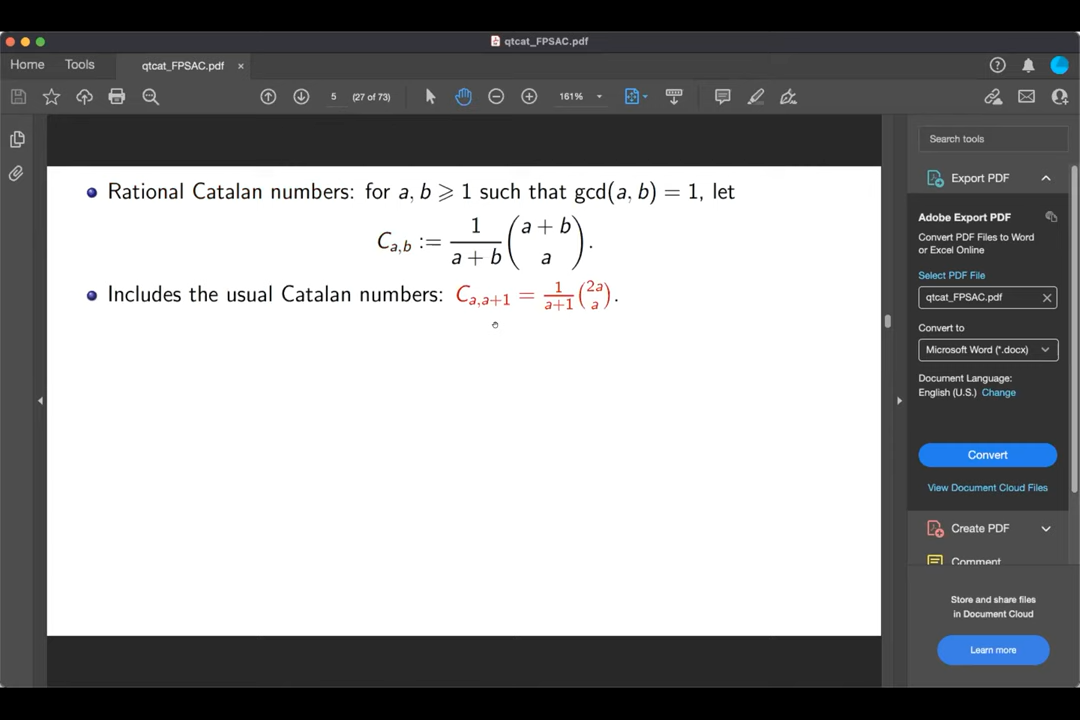 qtcat_FPSAC.pdf
Home Tools qtcat_FPSAC.pdf ×
5 (27 of 73) 161%
Search tools
Export PDF
Adobe Export PDF
Convert PDF Files to Word
or Excel Online
Select PDF File
qtcat_FPSAC.pdf
Convert to
Microsoft Word (*.docx)
Document Language:
English (U.S.) Change
Convert
View Document Cloud Files
Create PDF
Comment
Store and share files
in Document Cloud
Learn more
Rational Catalan numbers: for a, b ⩾ 1 such that gcd(a, b) = 1, let
C_{a,b} := \frac{1}{a + b} \binom{a + b}{a}.
Includes the usual Catalan numbers: C_{a,a+1} = \frac{1}{a+1} \binom{2a}{a}.